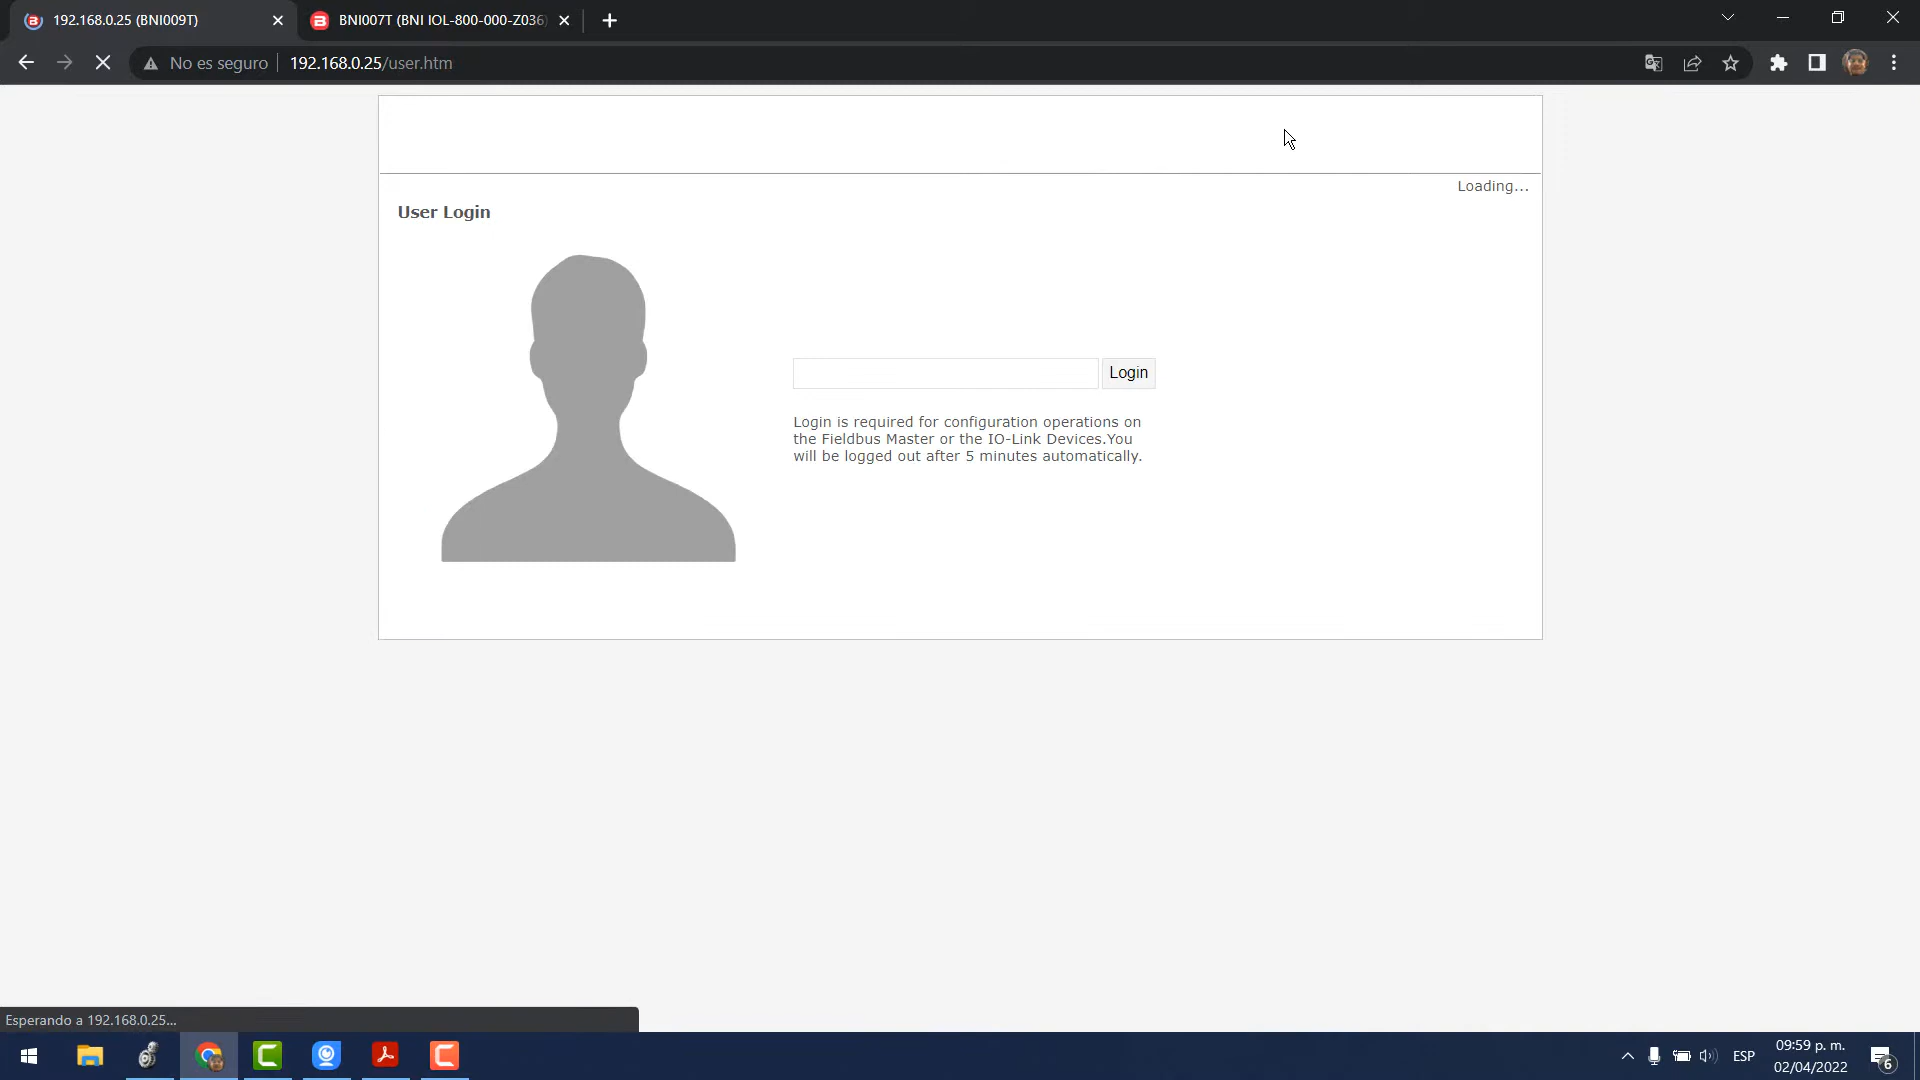 192.168.0.25 (BNI009T)
BNI007T (BNI IOL-800-000-Z036)
No es seguro
192.168.0.25/user.htm
Loading...
User Login
Login
Login is required for configuration operations on
the Fieldbus Master or the IO-Link Devices.You
will be logged out after 5 minutes automatically.
Esperando a 192.168.0.25...
ESP
09:59 p. m.
02/04/2022
6